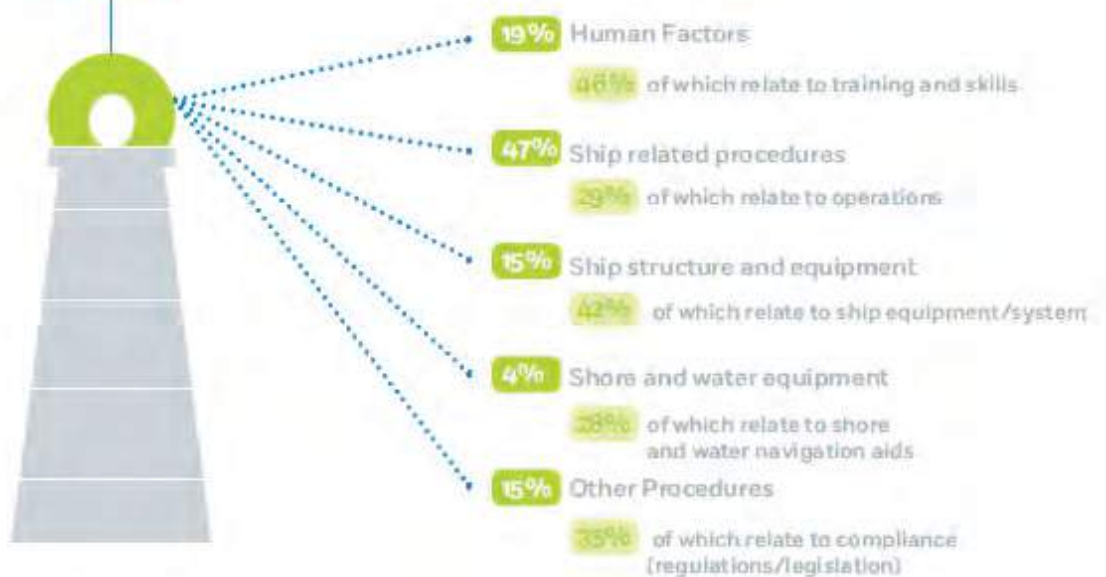 19% Human Factors
46% of which relate to training and skills
47% Ship related procedures
29% of which relate to operations
15% Ship structure and equipment
42% of which relate to ship equipment/system
4% Shore and water equipment
28% of which relate to shore
and water navigation aids
15% Other Procedures
35% of which relate to compliance
(regulations/legislation)